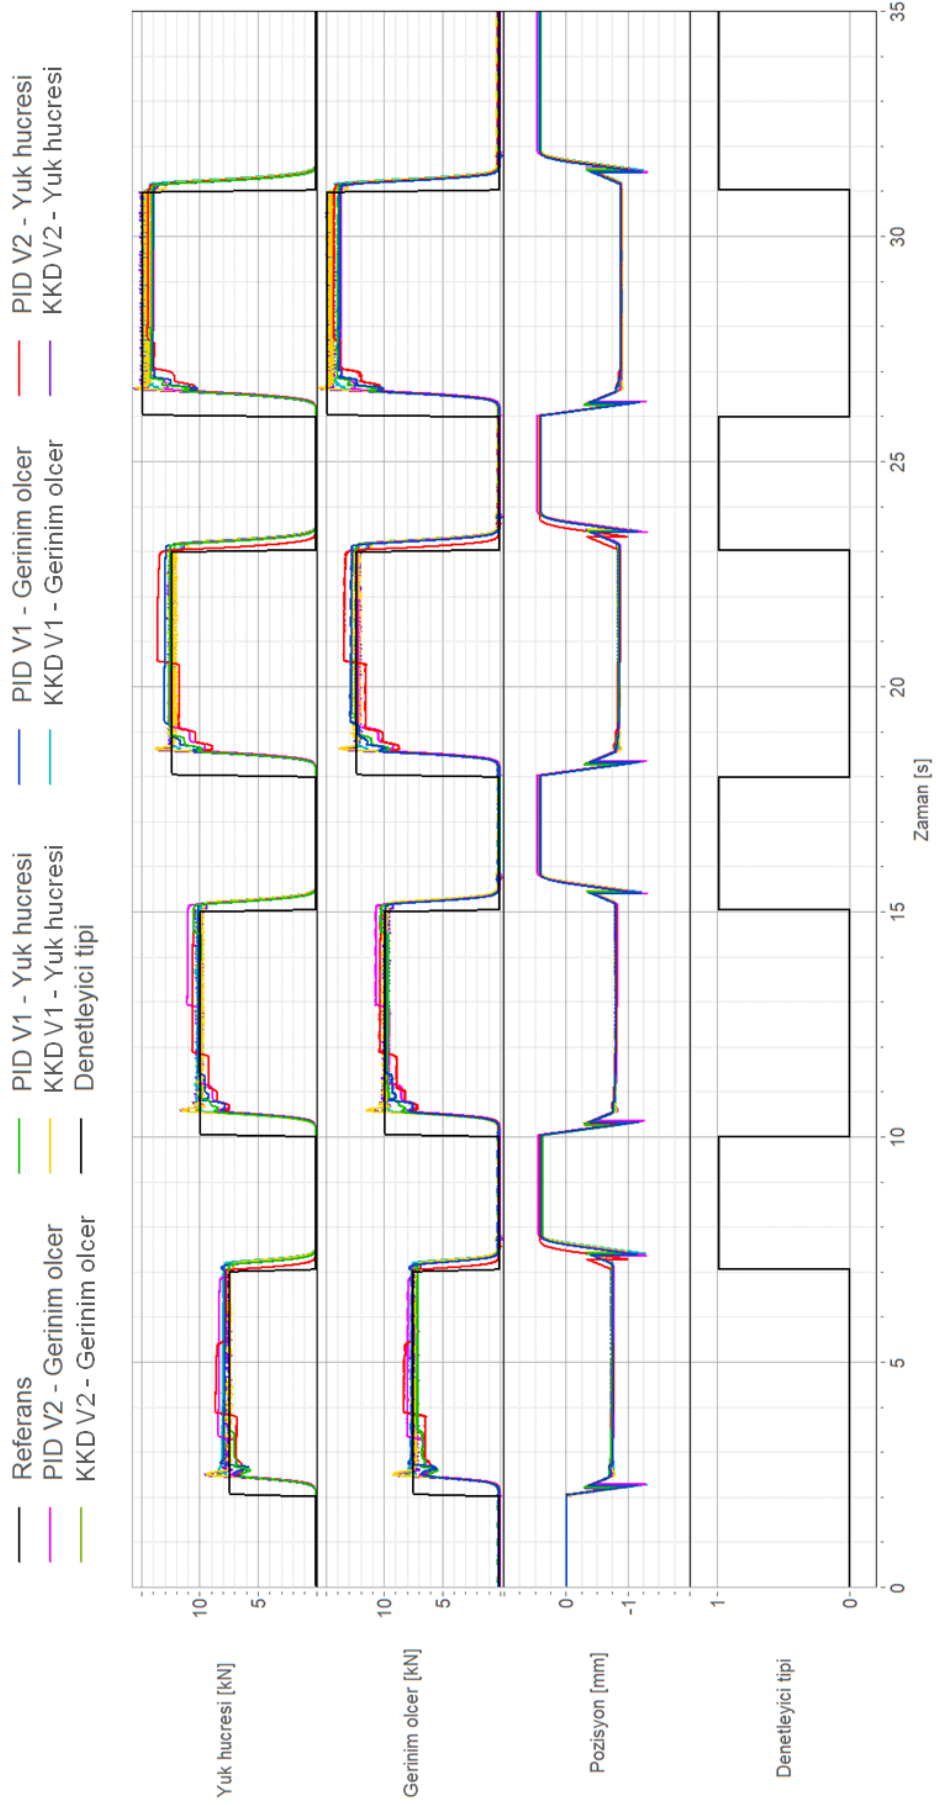 Referans PID V1 - Yuk hucresi PID V1 - Gerinim olcer PID V2 - Yuk hucresi
PID V2 - Gerinim olcer KKD V1 - Yuk hucresi KKD V1 - Gerinim olcer KKD V2 - Yuk hucresi
KKD V2 - Gerinim olcer Denetleyici tipi
Yuk hucresi [kN]
10
5
Gerinim olcer [kN]
10
5
Pozisyon [mm]
0
-1
Denetleyici tipi
1
0
0 5 10 15 20 25 30 35
Zaman [s]